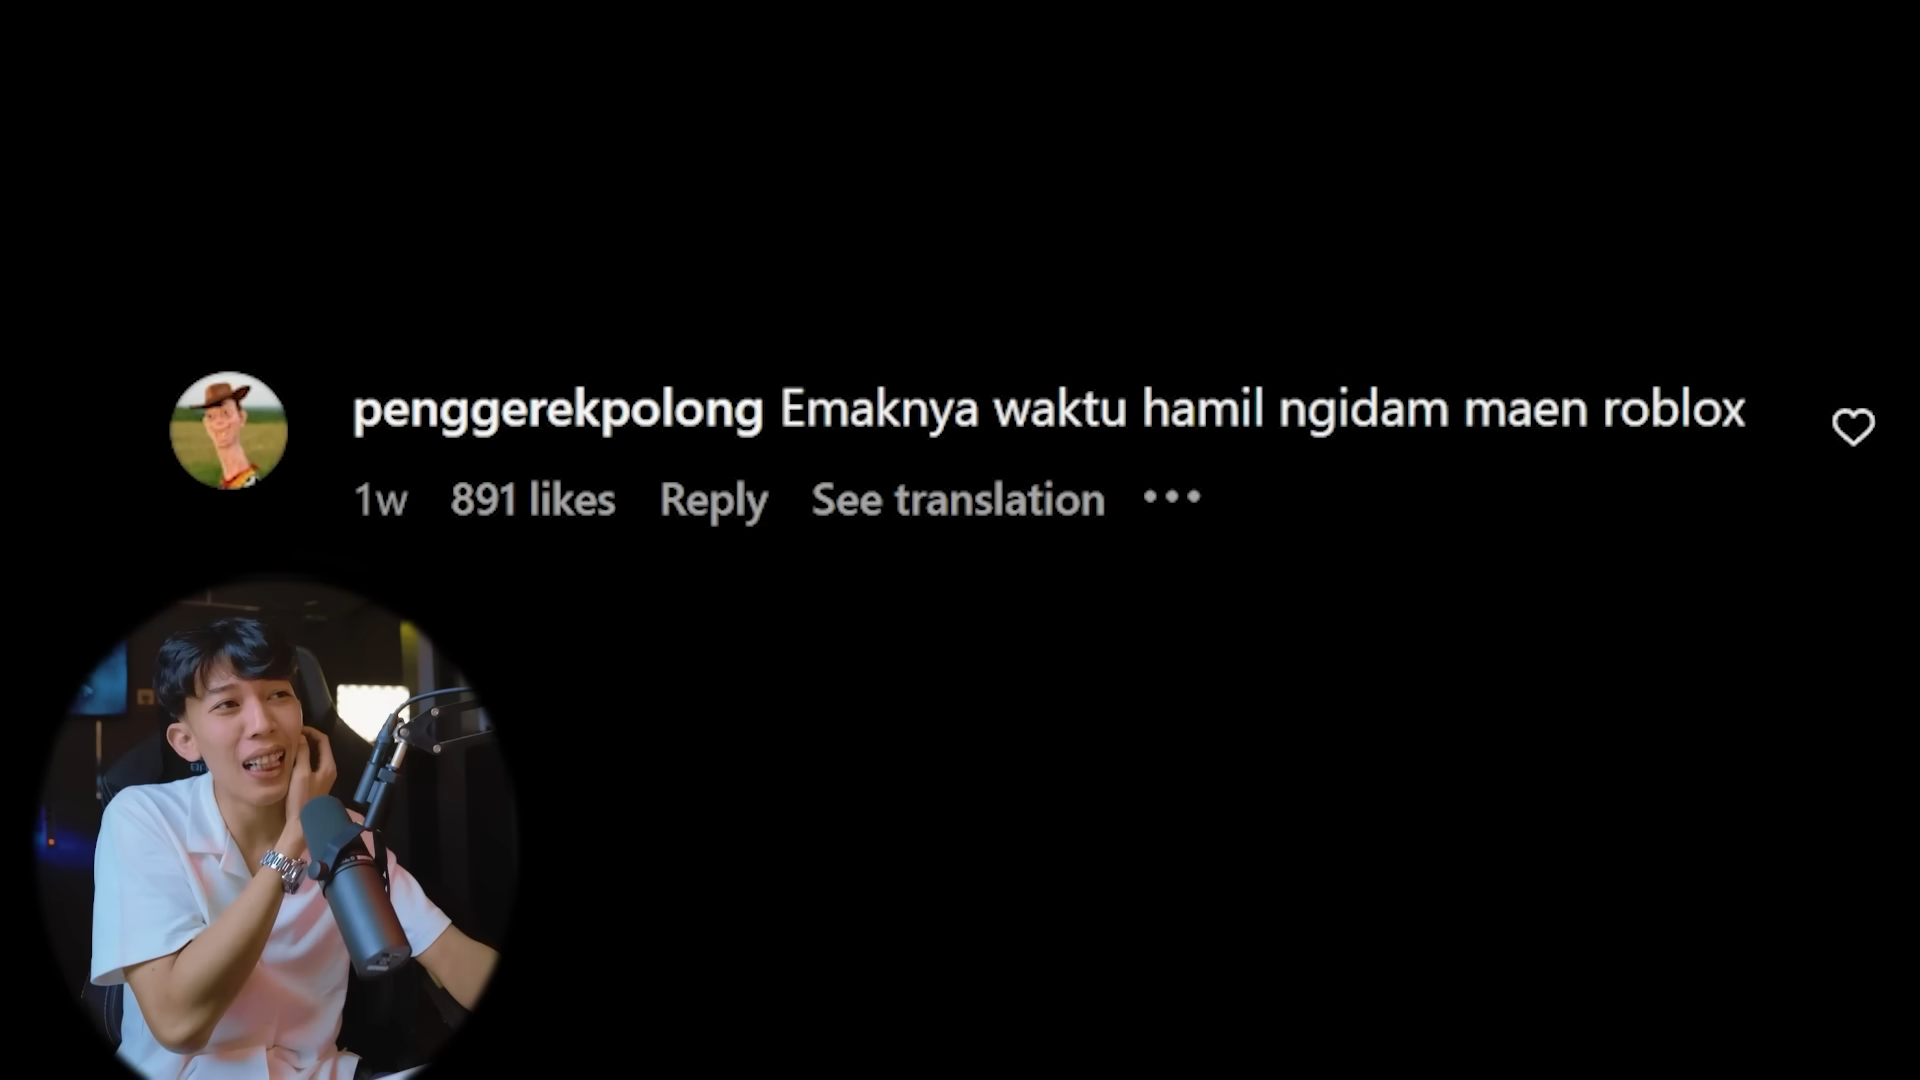 penggerekpolong Emaknya waktu hamil ngidam maen roblox
1w 891 likes Reply See translation •••